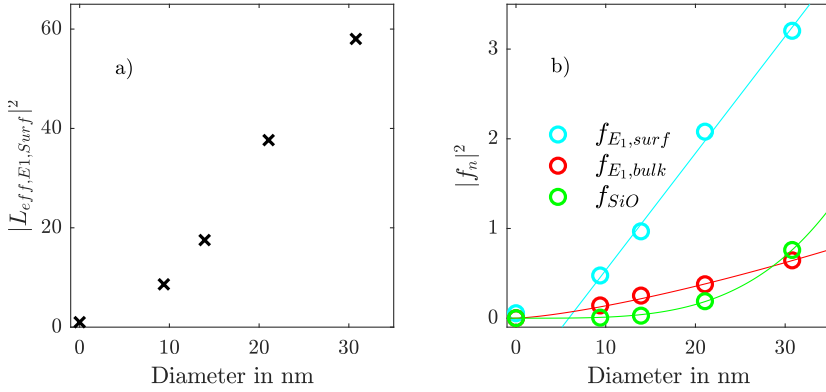 a)
|L_{eff,E1,Surf}|^2
60
40
20
0
0 10 20 30
Diameter in nm
b)
|f_n|^2
3
2
1
0
f_{E_1,surf}
f_{E_1,bulk}
f_{SiO}
0 10 20 30
Diameter in nm